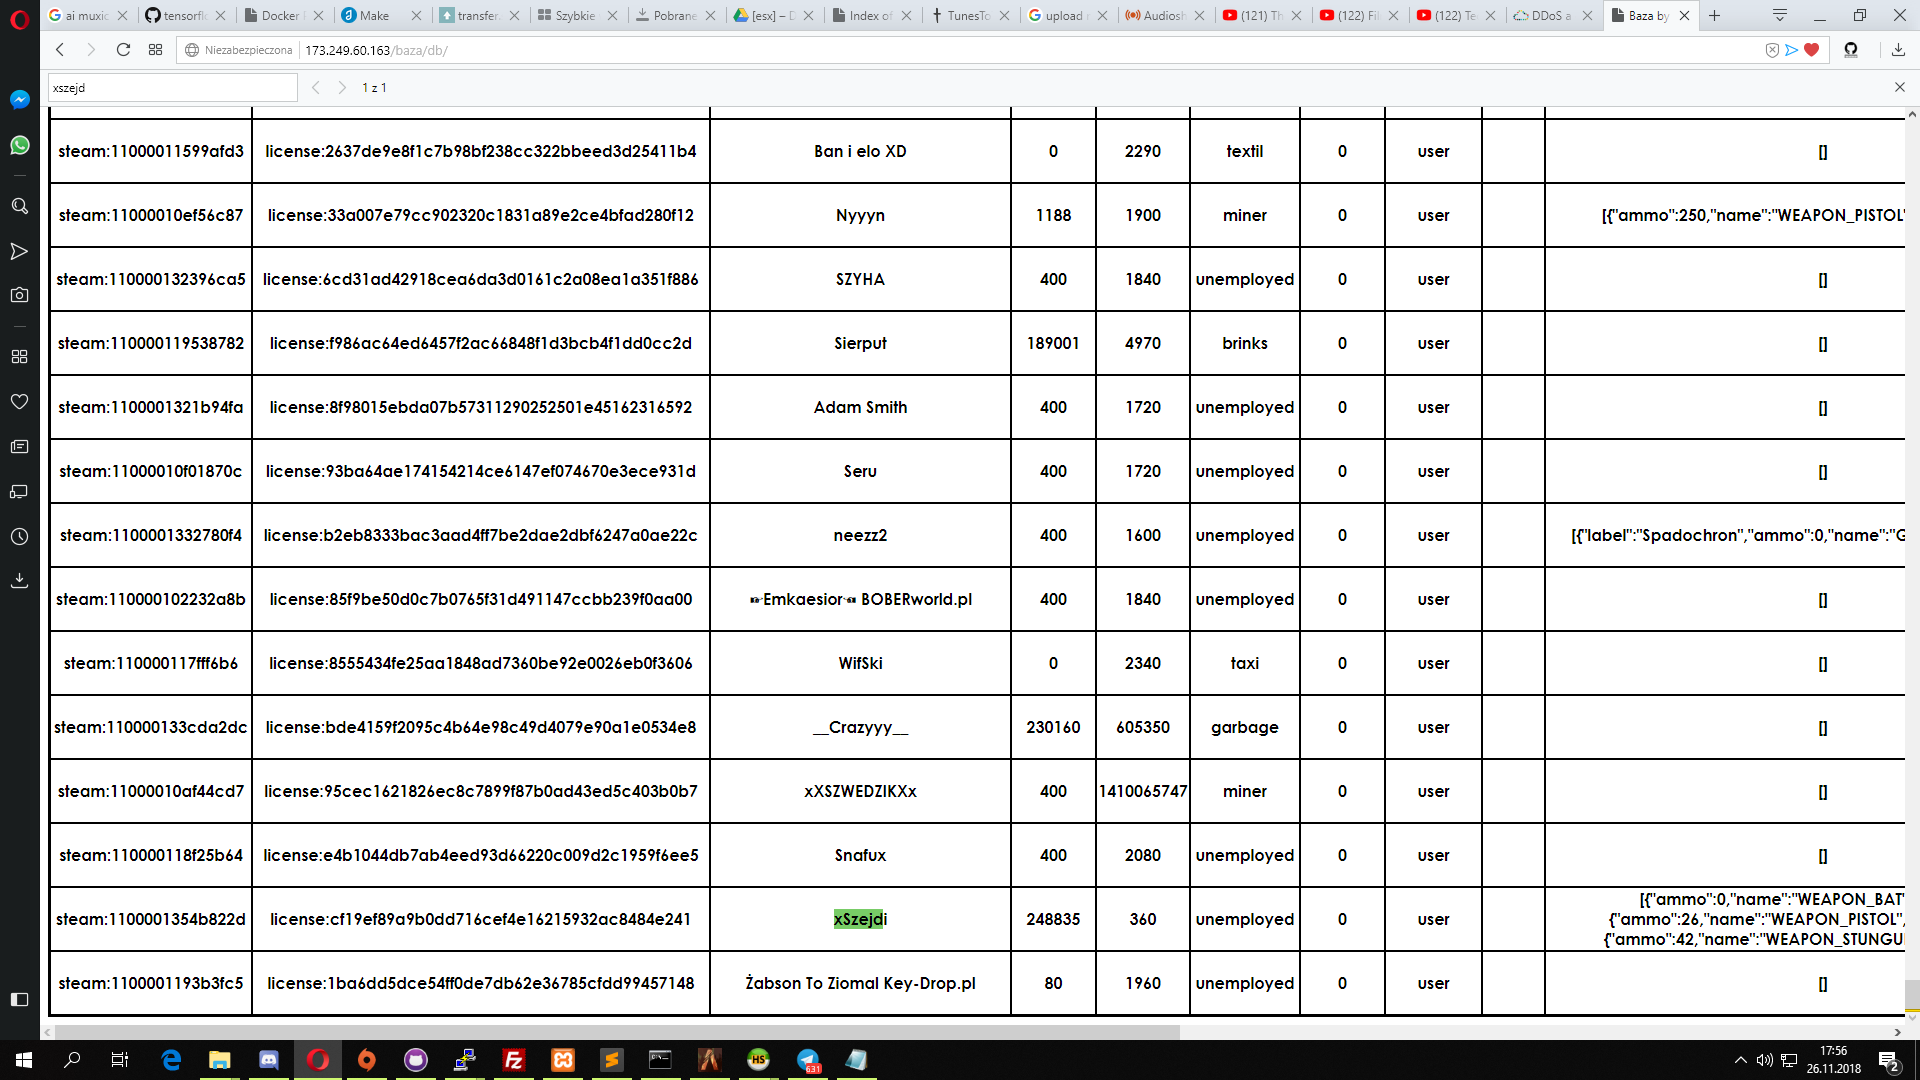 ai muxic
tensorflo
Docker
Make
transfer.
Szybkie
Pobrane
[esx] – D
Index of
TunesTo
upload
Audiosh
(121) Th
(122) Fil
(122) Te
DDoS a
Baza by
Niezabezpieczona
173.249.60.163/baza/db/
xszejd
1 z 1
steam:11000011599afd3 license:2637de9e8f1c7b98bf238cc322bbeed3d25411b4 Ban i elo XD 0 2290 textil 0 user []
steam:11000010ef56c87 license:33a007e79cc902320c1831a89e2ce4bfad280f12 Nyyyn 1188 1900 miner 0 user [{"ammo":250,"name":"WEAPON_PISTOL"
steam:110000132396ca5 license:6cd31ad42918cea6da3d0161c2a08ea1a351f886 SZYHA 400 1840 unemployed 0 user []
steam:110000119538782 license:f986ac64ed6457f2ac66848f1d3bcb4f1dd0cc2d Sierput 189001 4970 brinks 0 user []
steam:1100001321b94fa license:8f98015ebda07b57311290252501e45162316592 Adam Smith 400 1720 unemployed 0 user []
steam:11000010f01870c license:93ba64ae174154214ce6147ef074670e3ece931d Seru 400 1720 unemployed 0 user []
steam:1100001332780f4 license:b2eb8333bac3aad4ff7be2dae2dbf6247a0ae22c neezz2 400 1600 unemployed 0 user [{"label":"Spadochron","ammo":0,"name":"G
steam:110000102232a8b license:85f9be50d0c7b0765f31d491147ccbb239f0aa00 Emkaesior BOBERworld.pl 400 1840 unemployed 0 user []
steam:110000117fff6b6 license:8555434fe25aa1848ad7360be92e0026eb0f3606 WifSki 0 2340 taxi 0 user []
steam:110000133cda2dc license:bde4159f2095c4b64e98c49d4079e90a1e0534e8 __Crazyyy__ 230160 605350 garbage 0 user []
steam:11000010af44cd7 license:95cec1621826ec8c7899f87b0ad43ed5c403b0b7 xXSZWEDZIKXx 400 1410065747 miner 0 user []
steam:110000118f25b64 license:e4b1044db7ab4eed93d66220c009d2c1959f6ee5 Snafux 400 2080 unemployed 0 user []
steam:1100001354b822d license:cf19ef89a9b0dd716cef4e16215932ac8484e241 xSzejdi 248835 360 unemployed 0 user [{"ammo":0,"name":"WEAPON_BAT"
{"ammo":26,"name":"WEAPON_PISTOL",
{"ammo":42,"name":"WEAPON_STUNGU
steam:1100001193b3fc5 license:1ba6dd5dce54ff0de7db62e36785cfdd99457148 Żabson To Ziomal Key-Drop.pl 80 1960 unemployed 0 user []
631
17:56
26.11.2018
2